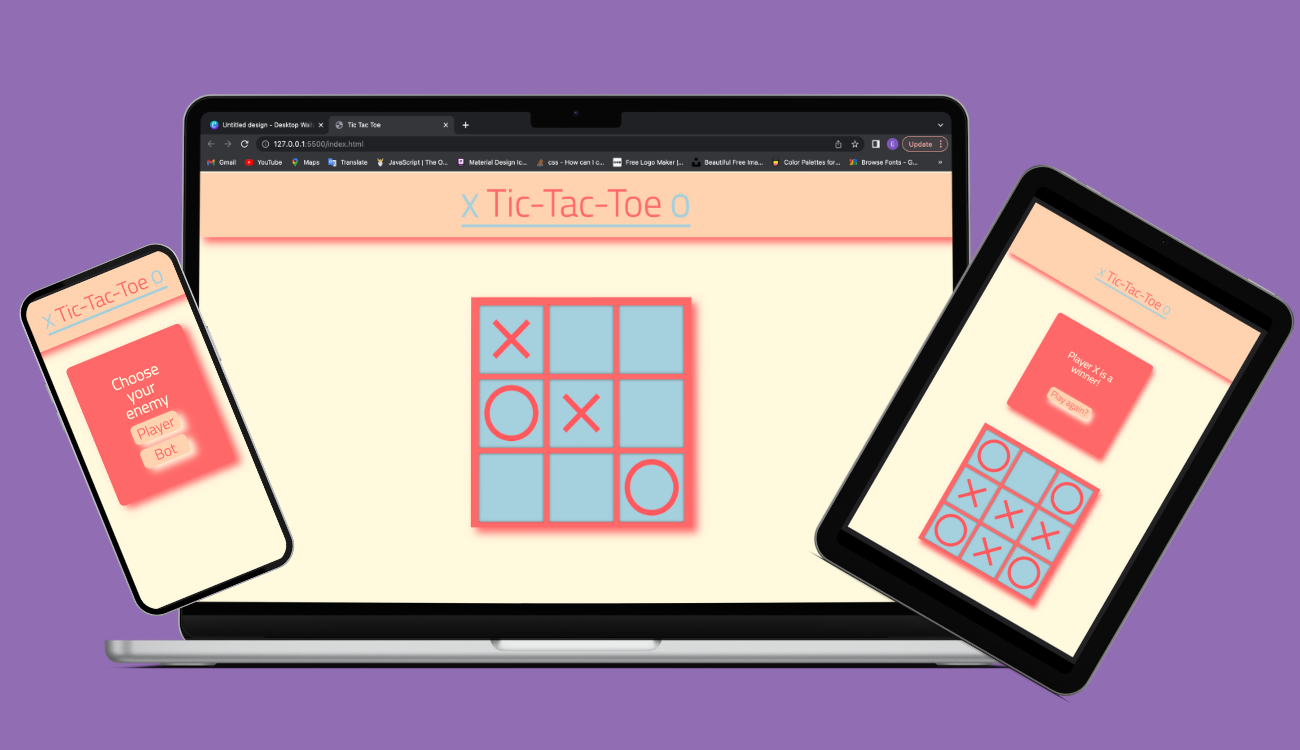 Untitled design - Desktop Wal
Tic Tac Toe
127.0.0.1:5500/index.html
E
Update
Gmail
YouTube
Maps
Translate
JavaScript | The O...
Material Design Ic...
css - How can I c...
Free Logo Maker |...
Beautiful Free Ima...
Color Palettes for...
Browse Fonts - G...
»
X Tic-Tac-Toe O
X
O X
O
X Tic-Tac-Toe O
Choose
your
enemy
Player
Bot
X Tic-Tac-Toe O
Player X is a
winner!
Play again?
O O
X X X
O X O